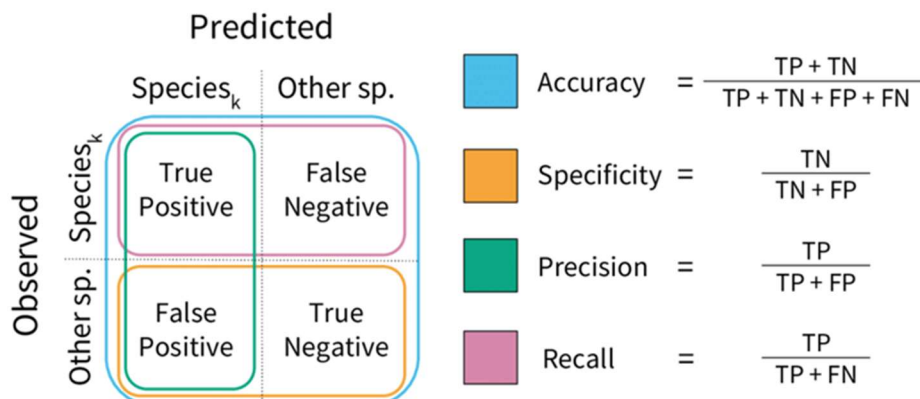 Predicted
Species_k Other sp.
Observed
Species_k
True Positive
False Negative
Other sp.
False Positive
True Negative
Accuracy = TP + TN / TP + TN + FP + FN
Specificity = TN / TN + FP
Precision = TP / TP + FP
Recall = TP / TP + FN